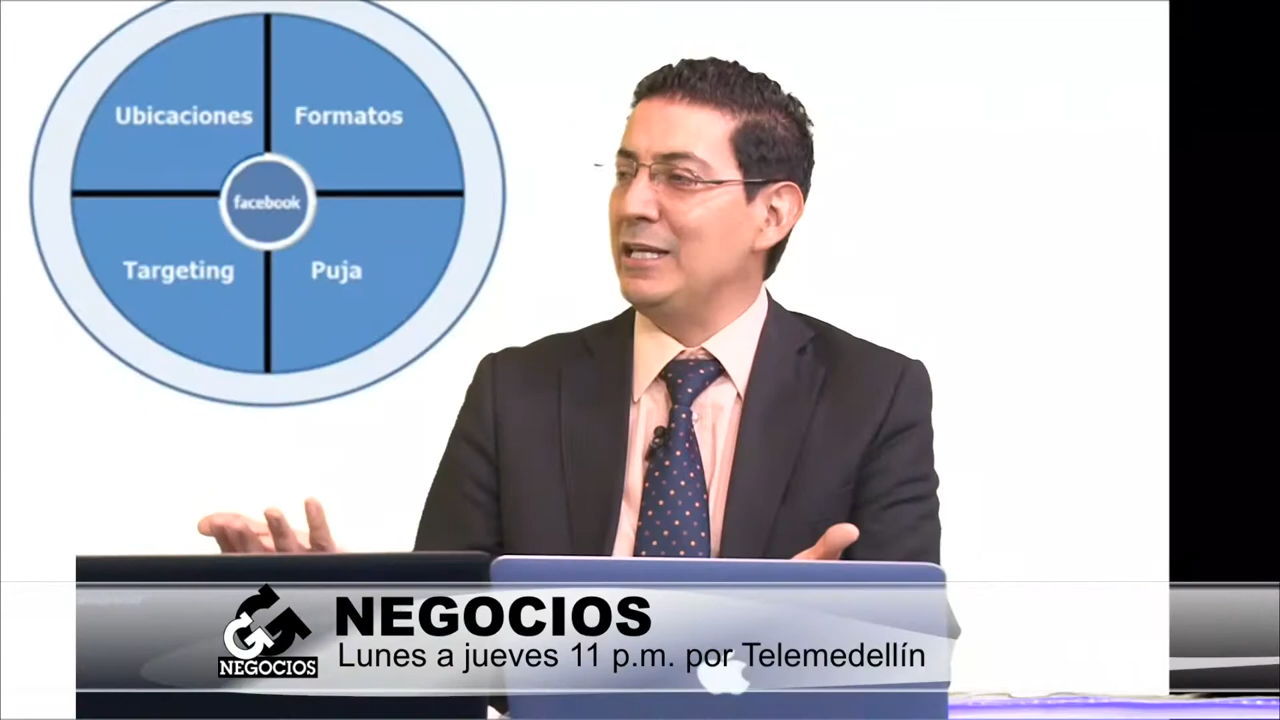 Ubicaciones
Formatos
facebook
Targeting
Puja
NEGOCIOS
Lunes a jueves 11 p.m. por Telemedellín
NEGOCIOS